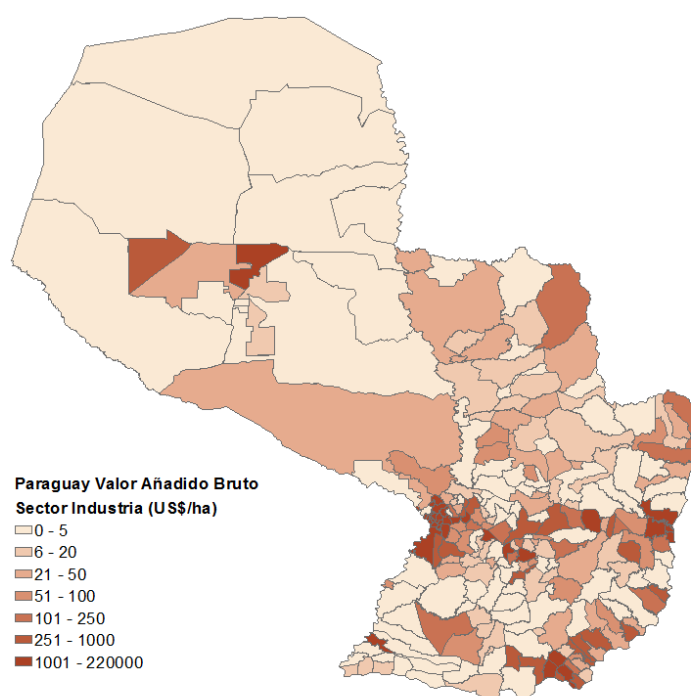 Paraguay Valor Añadido Bruto
Sector Industria (US$/ha)
0 - 5
6 - 20
21 - 50
51 - 100
101 - 250
251 - 1000
1001 - 220000